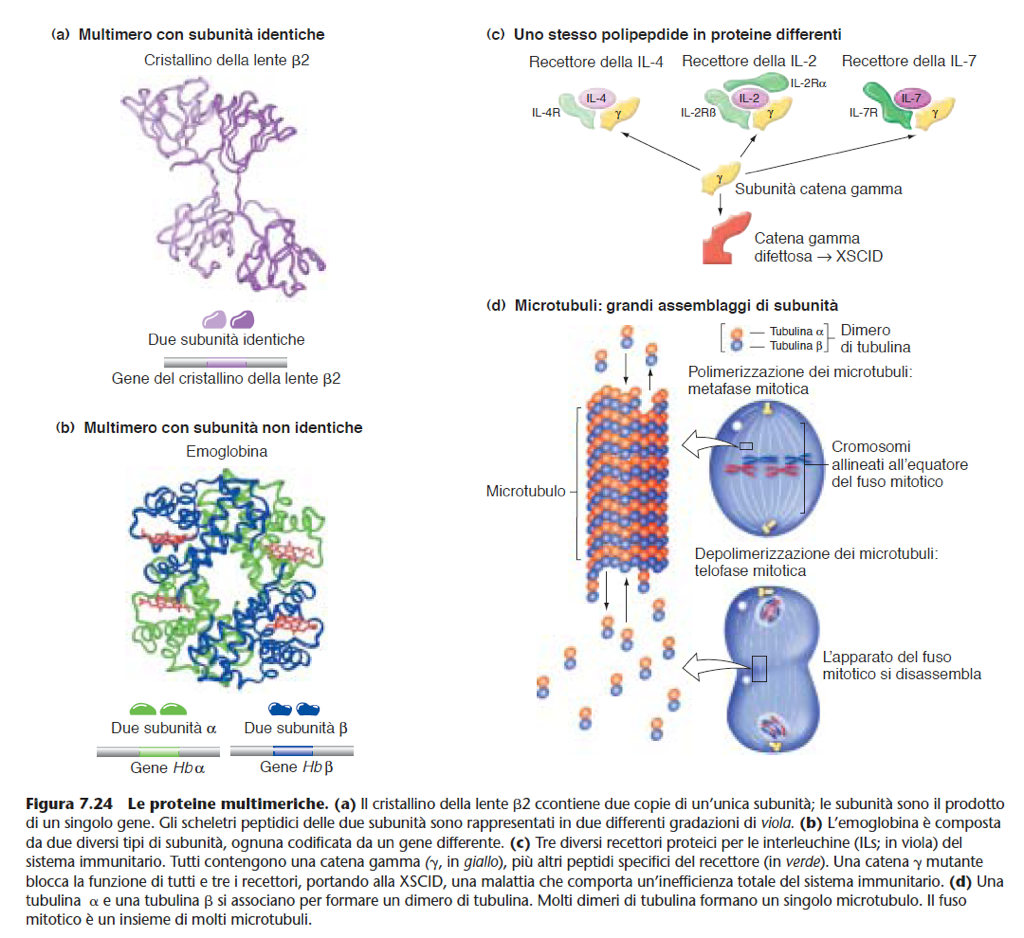 (a) Multimero con subunità identiche
Cristallino della lente β2
Due subunità identiche
Gene del cristallino della lente β2
(b) Multimero con subunità non identiche
Emoglobina
Due subunità α
Due subunità β
Gene Hbα
Gene Hbβ
(c) Uno stesso polipepdide in proteine differenti
Recettore della IL-4
Recettore della IL-2
Recettore della IL-7
IL-4
IL-4R
γ
IL-2Rα
IL-2
IL-2Rß
γ
IL-7
IL-7R
γ
γ
Subunità catena gamma
Catena gamma
difettosa → XSCID
(d) Microtubuli: grandi assemblaggi di subunità
Tubulina α
Tubulina β
Dimero
di tubulina
Polimerizzazione dei microtubuli:
metafase mitotica
Microtubulo
Cromosomi
allineati all'equatore
del fuso mitotico
Depolimerizzazione dei microtubuli:
telofase mitotica
L'apparato del fuso
mitotico si disassembla
Figura 7.24 Le proteine multimeriche. (a) Il cristallino della lente β2 ccontiene due copie di un'unica subunità; le subunità sono il prodotto
di un singolo gene. Gli scheletri peptidici delle due subunità sono rappresentati in due differenti gradazioni di viola. (b) L'emoglobina è composta
da due diversi tipi di subunità, ognuna codificata da un gene differente. (c) Tre diversi recettori proteici per le interleuchine (ILs; in viola) del
sistema immunitario. Tutti contengono una catena gamma (γ, in giallo), più altri peptidi specifici del recettore (in verde). Una catena γ mutante
blocca la funzione di tutti e tre i recettori, portando alla XSCID, una malattia che comporta un'inefficienza totale del sistema immunitario. (d) Una
tubulina α e una tubulina β si associano per formare un dimero di tubulina. Molti dimeri di tubulina formano un singolo microtubulo. Il fuso
mitotico è un insieme di molti microtubuli.